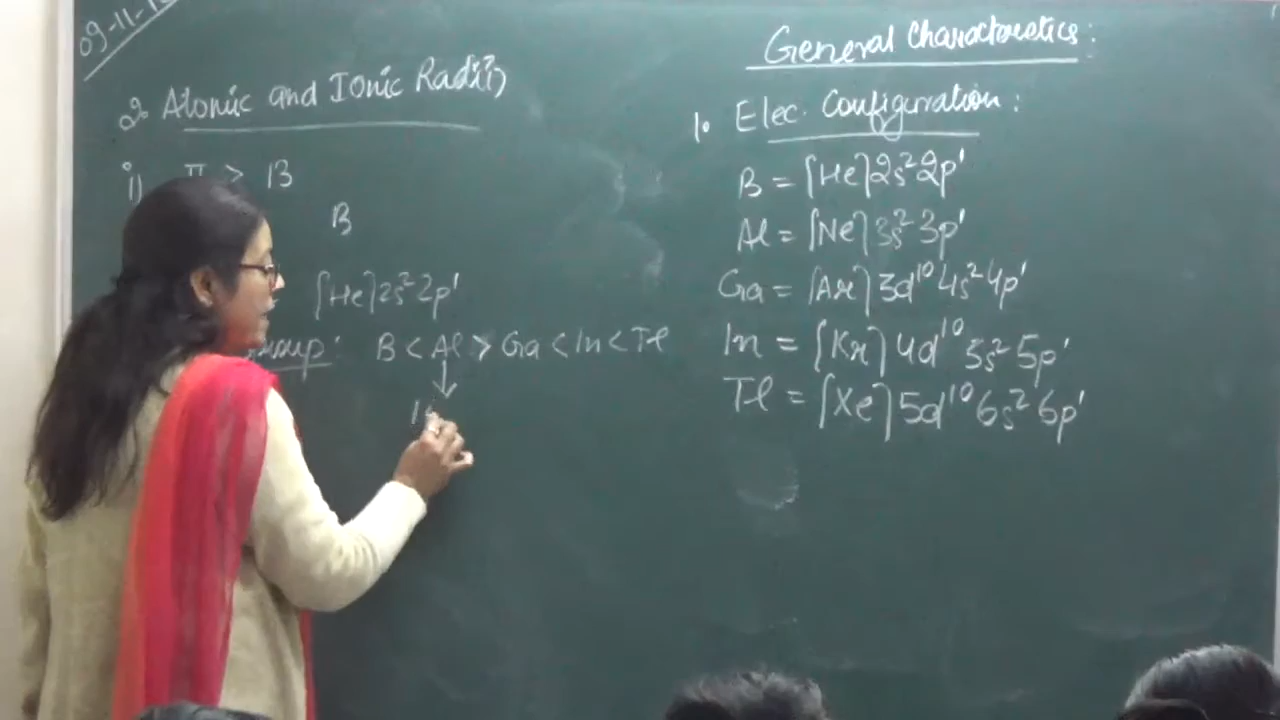 09-11-1
2. Atomic and Ionic Radii
i) II > 13
B
[He] 2s² 2p¹
roup: B < Al > Ga < In < Tl
↓
General Characteristics:
1. Elec. Configuration:
B = [He] 2s² 2p¹
Al = [Ne] 3s² 3p¹
Ga = [Ar] 3d¹⁰ 4s² 4p¹
In = [Kr] 4d¹⁰ 5s² 5p¹
Tl = [Xe] 5d¹⁰ 6s² 6p¹